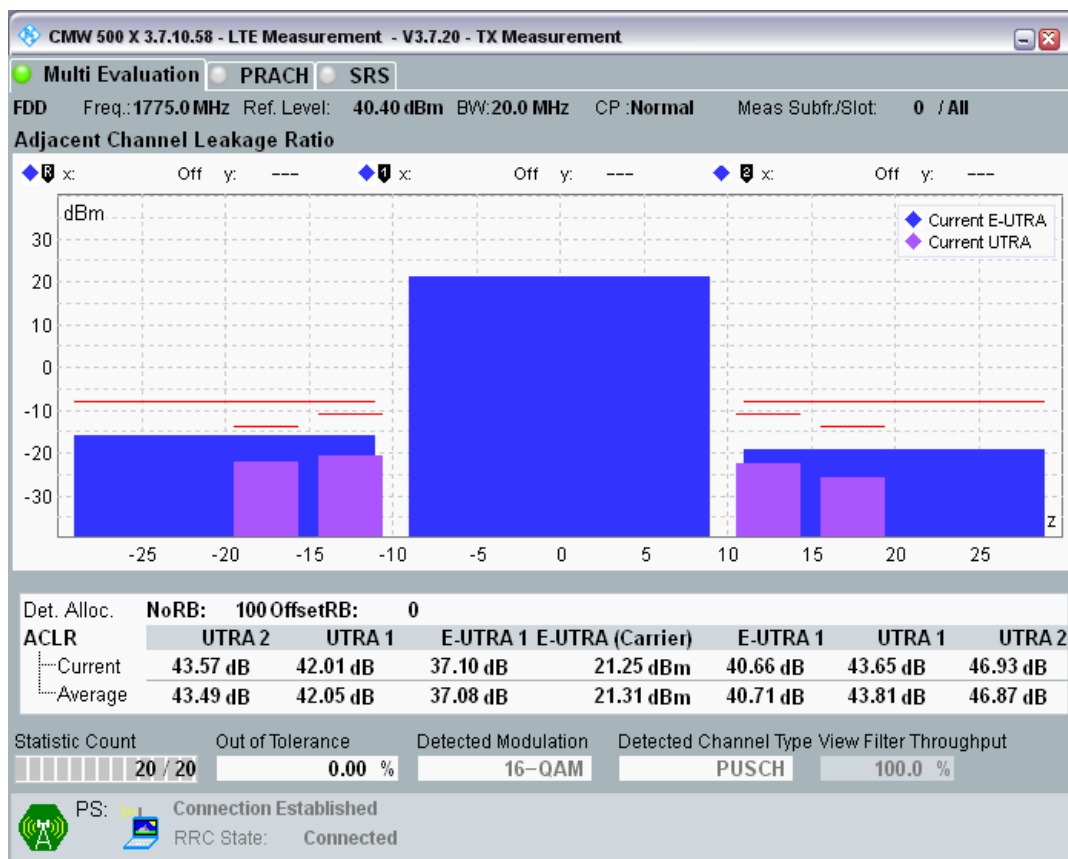 CMW 500 X 3.7.10.58 - LTE Measurement - V3.7.20 - TX Measurement
Multi Evaluation PRACH SRS
FDD Freq.:1775.0 MHz Ref. Level: 40.40 dBm BW:20.0 MHz CP :Normal Meas Subfr./Slot: 0 / All
Adjacent Channel Leakage Ratio
R x: Off y: --- 1 x: Off y: --- 2 x: Off y: ---
dBm
Current E-UTRA
Current UTRA
30
20
10
0
-10
-20
-30
z
-25 -20 -15 -10 -5 0 5 10 15 20 25
Det. Alloc. NoRB: 100 OffsetRB: 0
ACLR UTRA 2 UTRA 1 E-UTRA 1 E-UTRA (Carrier) E-UTRA 1 UTRA 1 UTRA 2
Current 43.57 dB 42.01 dB 37.10 dB 21.25 dBm 40.66 dB 43.65 dB 46.93 dB
Average 43.49 dB 42.05 dB 37.08 dB 21.31 dBm 40.71 dB 43.81 dB 46.87 dB
Statistic Count Out of Tolerance Detected Modulation Detected Channel Type View Filter Throughput
20 / 20 0.00 % 16-QAM PUSCH 100.0 %
PS: Connection Established
RRC State: Connected